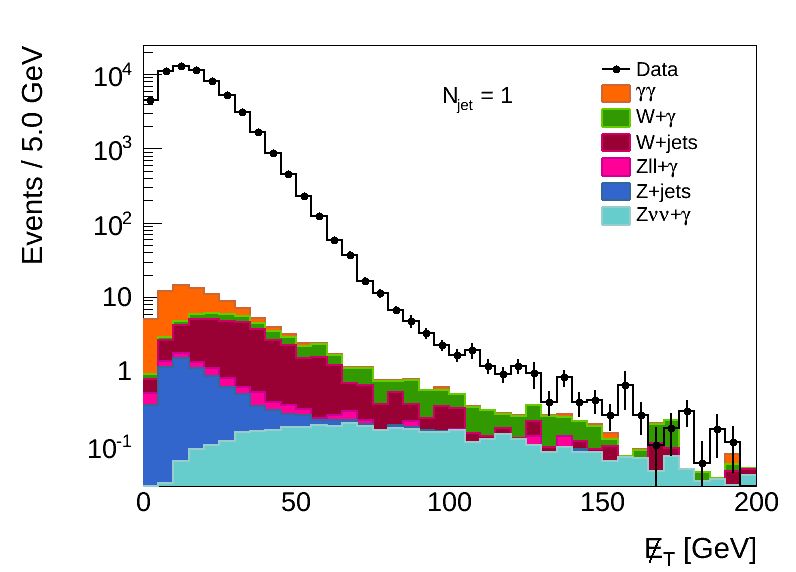 Events / 5.0 GeV
10⁴
10³
10²
10
1
10⁻¹
N_jet = 1
Data
γγ
W+γ
W+jets
Zll+γ
Z+jets
Zνν+γ
0 50 100 150 200
E̸_T [GeV]